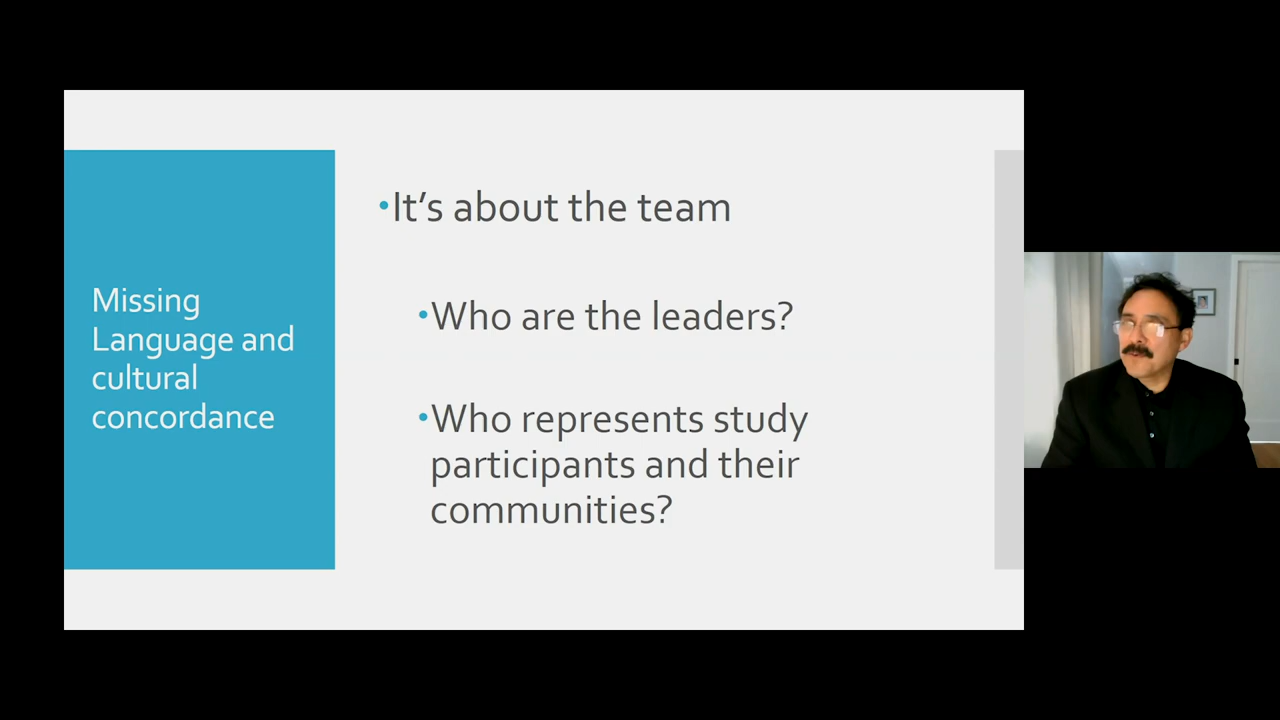 Missing
Language and
cultural
concordance
•It’s about the team
•Who are the leaders?
•Who represents study
participants and their
communities?